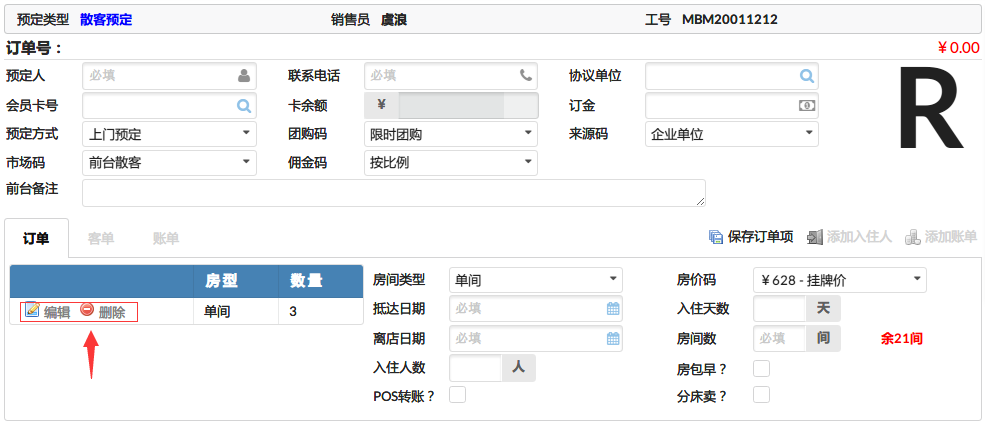 预定类型 散客预定 销售员 虞浪 工号 MBM20011212
订单号： ￥0.00
预定人 必填 联系电话 必填 协议单位 R
会员卡号 卡余额 ¥ 订金
预定方式 上门预定 团购码 限时团购 来源码 企业单位
市场码 前台散客 佣金码 按比例
前台备注
订单 客单 账单 保存订单项 添加入住人 添加账单
房型 数量 房间类型 单间 房价码 ￥628 - 挂牌价
编辑 删除 单间 3 抵达日期 必填 入住天数 天
离店日期 必填 房间数 必填 间 余21间
入住人数 人 房包早？
POS转账？ 分床卖？